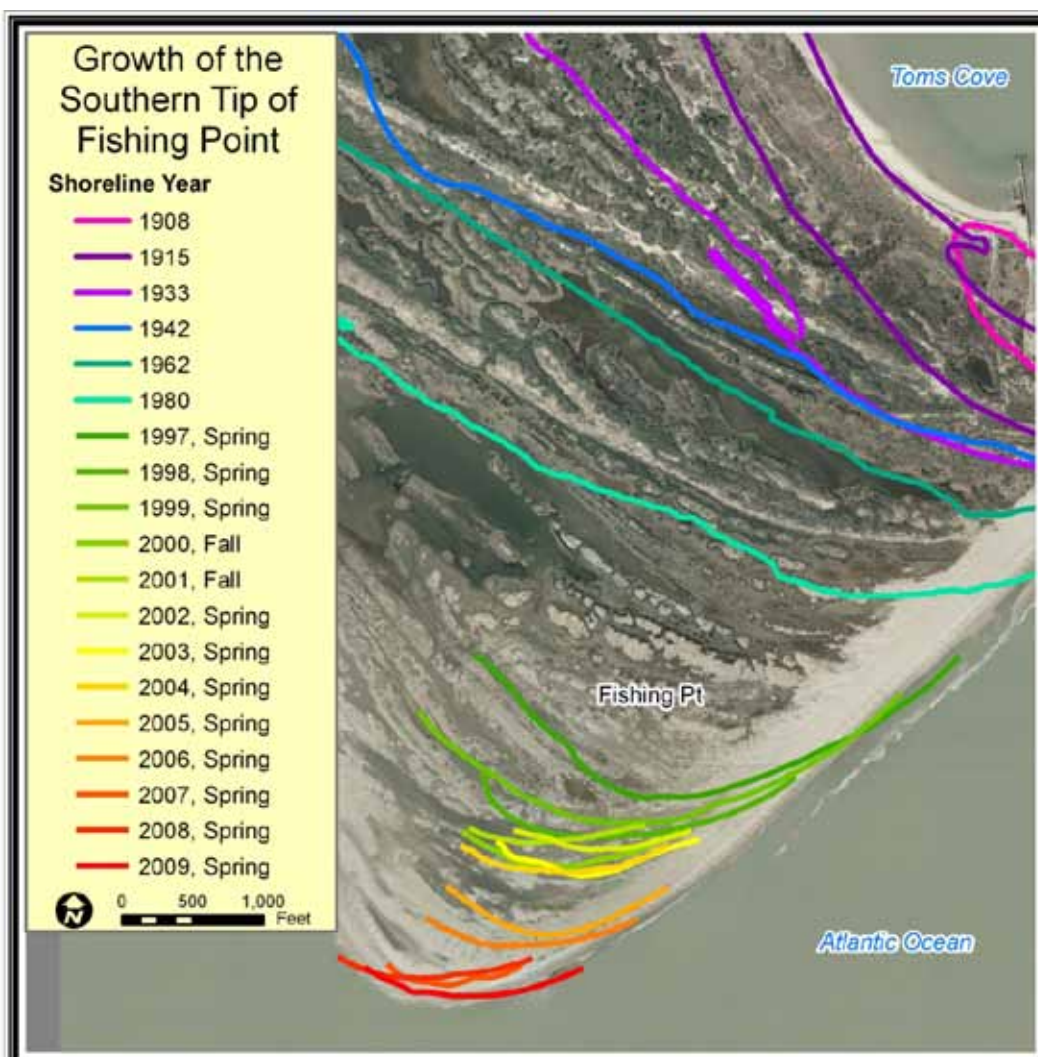 Growth of the
Southern Tip of
Fishing Point
Shoreline Year
1908
1915
1933
1942
1962
1980
1997, Spring
1998, Spring
1999, Spring
2000, Fall
2001, Fall
2002, Spring
2003, Spring
2004, Spring
2005, Spring
2006, Spring
2007, Spring
2008, Spring
2009, Spring
N
0 500 1,000
Feet
Toms Cove
Fishing Pt
Atlantic Ocean